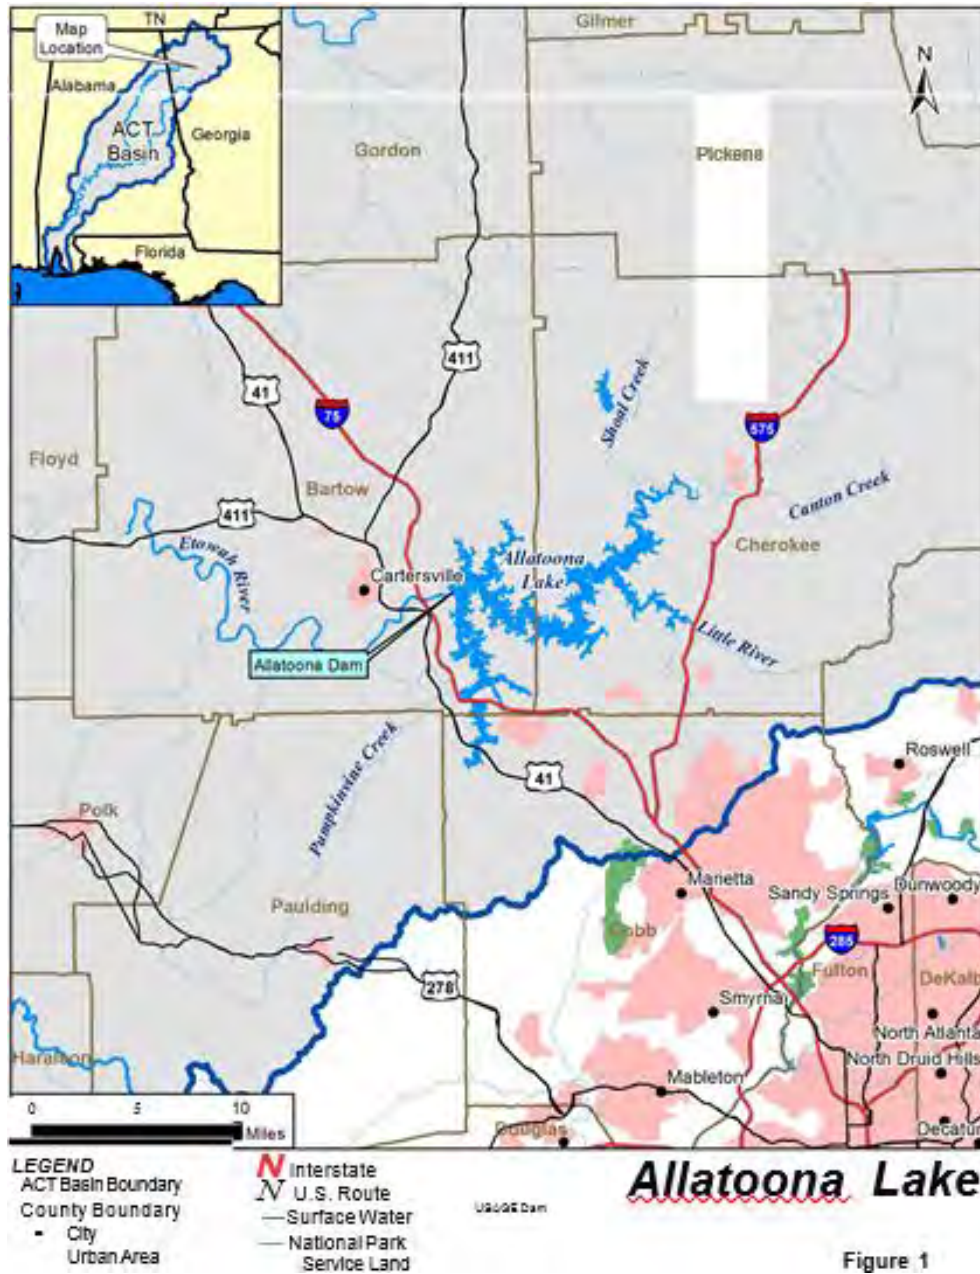 TN
Map
Location
Alabama
ACT
Basin
Georgia
Florida
Gilmer
N
Gordon
Pickens
411
41
75
Shoal Creek
575
Floyd
Bartow
Canton Creek
411
Cherokee
Etowah River
Allatoona
Lake
Cartersville
Little River
Allatoona Dam
Pumpkinvine Creek
41
Roswell
Polk
Marietta
Sandy Springs
Dunwoody
Paulding
Cobb
285
Fulton
DeKalb
278
Smyrna
North Atlanta
Haralson
North Druid Hills
Mableton
0 5 10
Miles
Douglas
Decatur
LEGEND
ACT Basin Boundary
County Boundary
City
Urban Area
Interstate
U.S. Route
Surface Water
National Park
Service Land
USACE Dam
Allatoona Lake
Figure 1